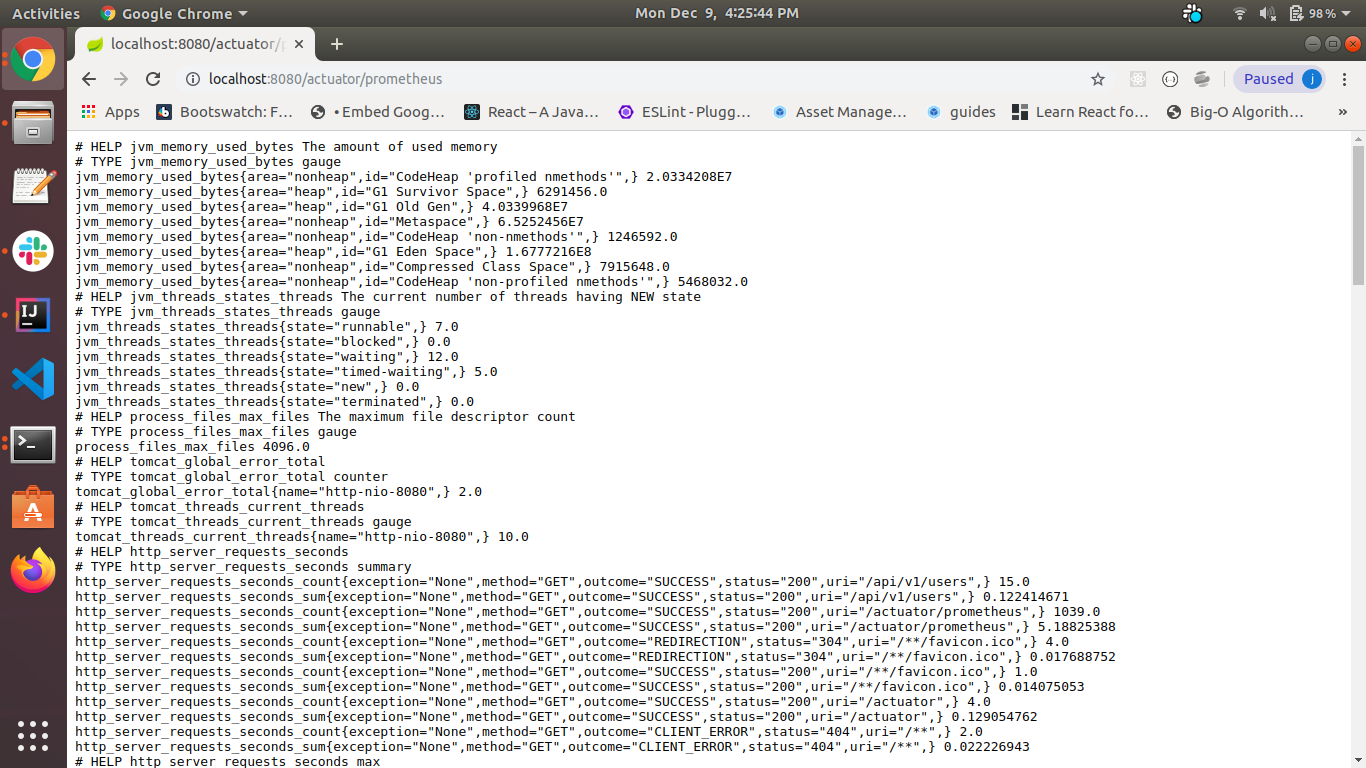 Activities
Google Chrome
Mon Dec 9, 4:25:44 PM
98%
localhost:8080/actuator/p
localhost:8080/actuator/prometheus
Paused
j
Apps
Bootswatch: F…
• Embed Goog…
React – A Java…
ESLint - Plugg…
Asset Manage…
guides
Learn React fo…
Big-O Algorith…
»
# HELP jvm_memory_used_bytes The amount of used memory
# TYPE jvm_memory_used_bytes gauge
jvm_memory_used_bytes{area="nonheap",id="CodeHeap 'profiled nmethods'",} 2.0334208E7
jvm_memory_used_bytes{area="heap",id="G1 Survivor Space",} 6291456.0
jvm_memory_used_bytes{area="heap",id="G1 Old Gen",} 4.0339968E7
jvm_memory_used_bytes{area="nonheap",id="Metaspace",} 6.5252456E7
jvm_memory_used_bytes{area="nonheap",id="CodeHeap 'non-nmethods'",} 1246592.0
jvm_memory_used_bytes{area="heap",id="G1 Eden Space",} 1.6777216E8
jvm_memory_used_bytes{area="nonheap",id="Compressed Class Space",} 7915648.0
jvm_memory_used_bytes{area="nonheap",id="CodeHeap 'non-profiled nmethods'",} 5468032.0
# HELP jvm_threads_states_threads The current number of threads having NEW state
# TYPE jvm_threads_states_threads gauge
jvm_threads_states_threads{state="runnable",} 7.0
jvm_threads_states_threads{state="blocked",} 0.0
jvm_threads_states_threads{state="waiting",} 12.0
jvm_threads_states_threads{state="timed-waiting",} 5.0
jvm_threads_states_threads{state="new",} 0.0
jvm_threads_states_threads{state="terminated",} 0.0
# HELP process_files_max_files The maximum file descriptor count
# TYPE process_files_max_files gauge
process_files_max_files 4096.0
# HELP tomcat_global_error_total
# TYPE tomcat_global_error_total counter
tomcat_global_error_total{name="http-nio-8080",} 2.0
# HELP tomcat_threads_current_threads
# TYPE tomcat_threads_current_threads gauge
tomcat_threads_current_threads{name="http-nio-8080",} 10.0
# HELP http_server_requests_seconds
# TYPE http_server_requests_seconds summary
http_server_requests_seconds_count{exception="None",method="GET",outcome="SUCCESS",status="200",uri="/api/v1/users",} 15.0
http_server_requests_seconds_sum{exception="None",method="GET",outcome="SUCCESS",status="200",uri="/api/v1/users",} 0.122414671
http_server_requests_seconds_count{exception="None",method="GET",outcome="SUCCESS",status="200",uri="/actuator/prometheus",} 1039.0
http_server_requests_seconds_sum{exception="None",method="GET",outcome="SUCCESS",status="200",uri="/actuator/prometheus",} 5.18825388
http_server_requests_seconds_count{exception="None",method="GET",outcome="REDIRECTION",status="304",uri="/**/favicon.ico",} 4.0
http_server_requests_seconds_sum{exception="None",method="GET",outcome="REDIRECTION",status="304",uri="/**/favicon.ico",} 0.017688752
http_server_requests_seconds_count{exception="None",method="GET",outcome="SUCCESS",status="200",uri="/**/favicon.ico",} 1.0
http_server_requests_seconds_sum{exception="None",method="GET",outcome="SUCCESS",status="200",uri="/**/favicon.ico",} 0.014075053
http_server_requests_seconds_count{exception="None",method="GET",outcome="SUCCESS",status="200",uri="/actuator",} 4.0
http_server_requests_seconds_sum{exception="None",method="GET",outcome="SUCCESS",status="200",uri="/actuator",} 0.129054762
http_server_requests_seconds_count{exception="None",method="GET",outcome="CLIENT_ERROR",status="404",uri="/**",} 2.0
http_server_requests_seconds_sum{exception="None",method="GET",outcome="CLIENT_ERROR",status="404",uri="/**",} 0.022226943
# HELP http_server_requests_seconds_max
IJ